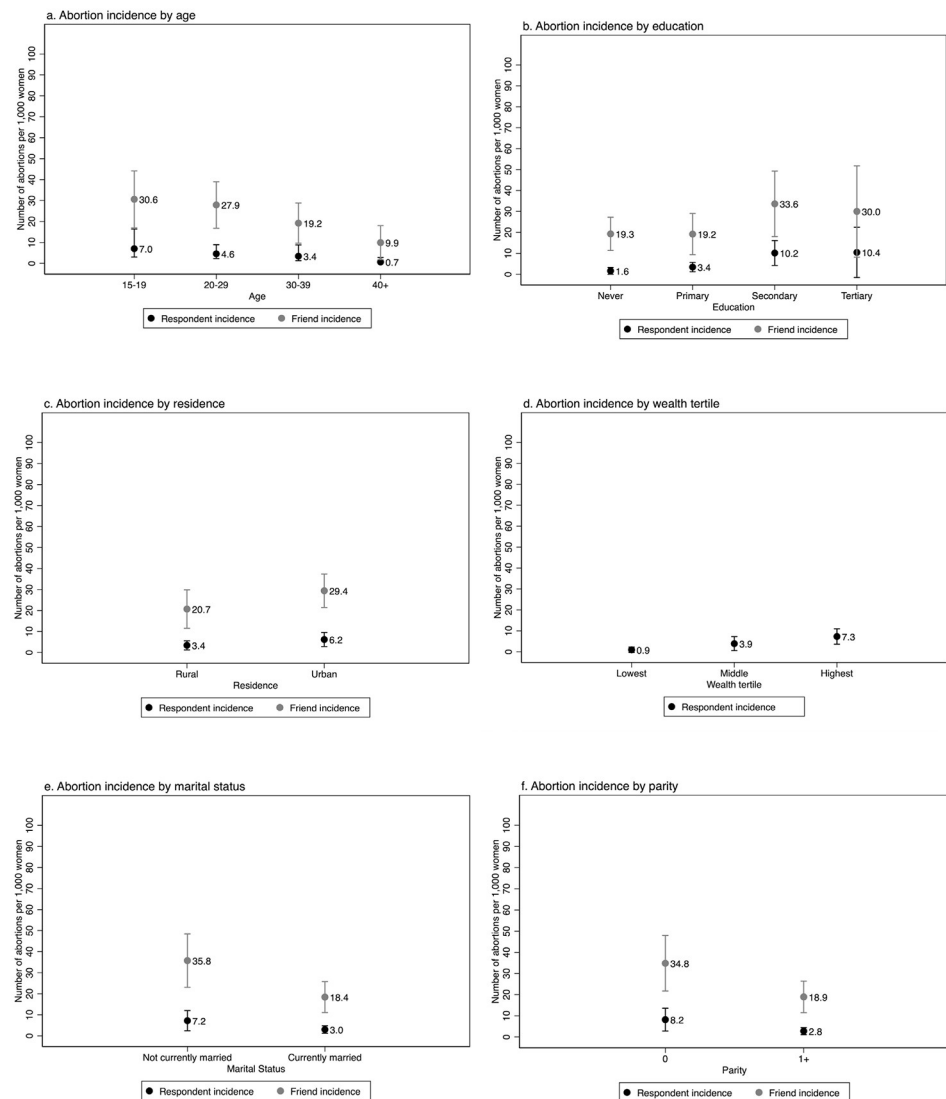 a. Abortion incidence by age
Number of abortions per 1,000 women
0 10 20 30 40 50 60 70 80 90 100
30.6
27.9
19.2
9.9
7.0
4.6
3.4
0.7
15-19 20-29 30-39 40+
Age
Respondent incidence Friend incidence
b. Abortion incidence by education
Number of abortions per 1,000 women
0 10 20 30 40 50 60 70 80 90 100
19.3
19.2
33.6
30.0
1.6
3.4
10.2
10.4
Never Primary Secondary Tertiary
Education
Respondent incidence Friend incidence
c. Abortion incidence by residence
Number of abortions per 1,000 women
0 10 20 30 40 50 60 70 80 90 100
20.7
29.4
3.4
6.2
Rural Urban
Residence
Respondent incidence Friend incidence
d. Abortion incidence by wealth tertile
Number of abortions per 1,000 women
0 10 20 30 40 50 60 70 80 90 100
0.9
3.9
7.3
Lowest Middle Highest
Wealth tertile
Respondent incidence
e. Abortion incidence by marital status
Number of abortions per 1,000 women
0 10 20 30 40 50 60 70 80 90 100
35.8
18.4
7.2
3.0
Not currently married Currently married
Marital Status
Respondent incidence Friend incidence
f. Abortion incidence by parity
Number of abortions per 1,000 women
0 10 20 30 40 50 60 70 80 90 100
34.8
18.9
8.2
2.8
0 1+
Parity
Respondent incidence Friend incidence